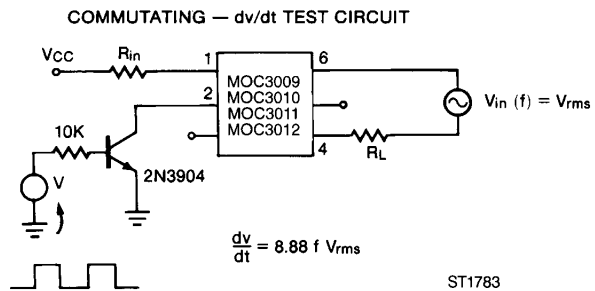 COMMUTATING — dv/dt TEST CIRCUIT
VCC
Rin
1
6
MOC3009
MOC3010
MOC3011
MOC3012
2
Vin (f) = Vrms
10K
4
RL
V
2N3904
dv/dt = 8.88 f Vrms
ST1783